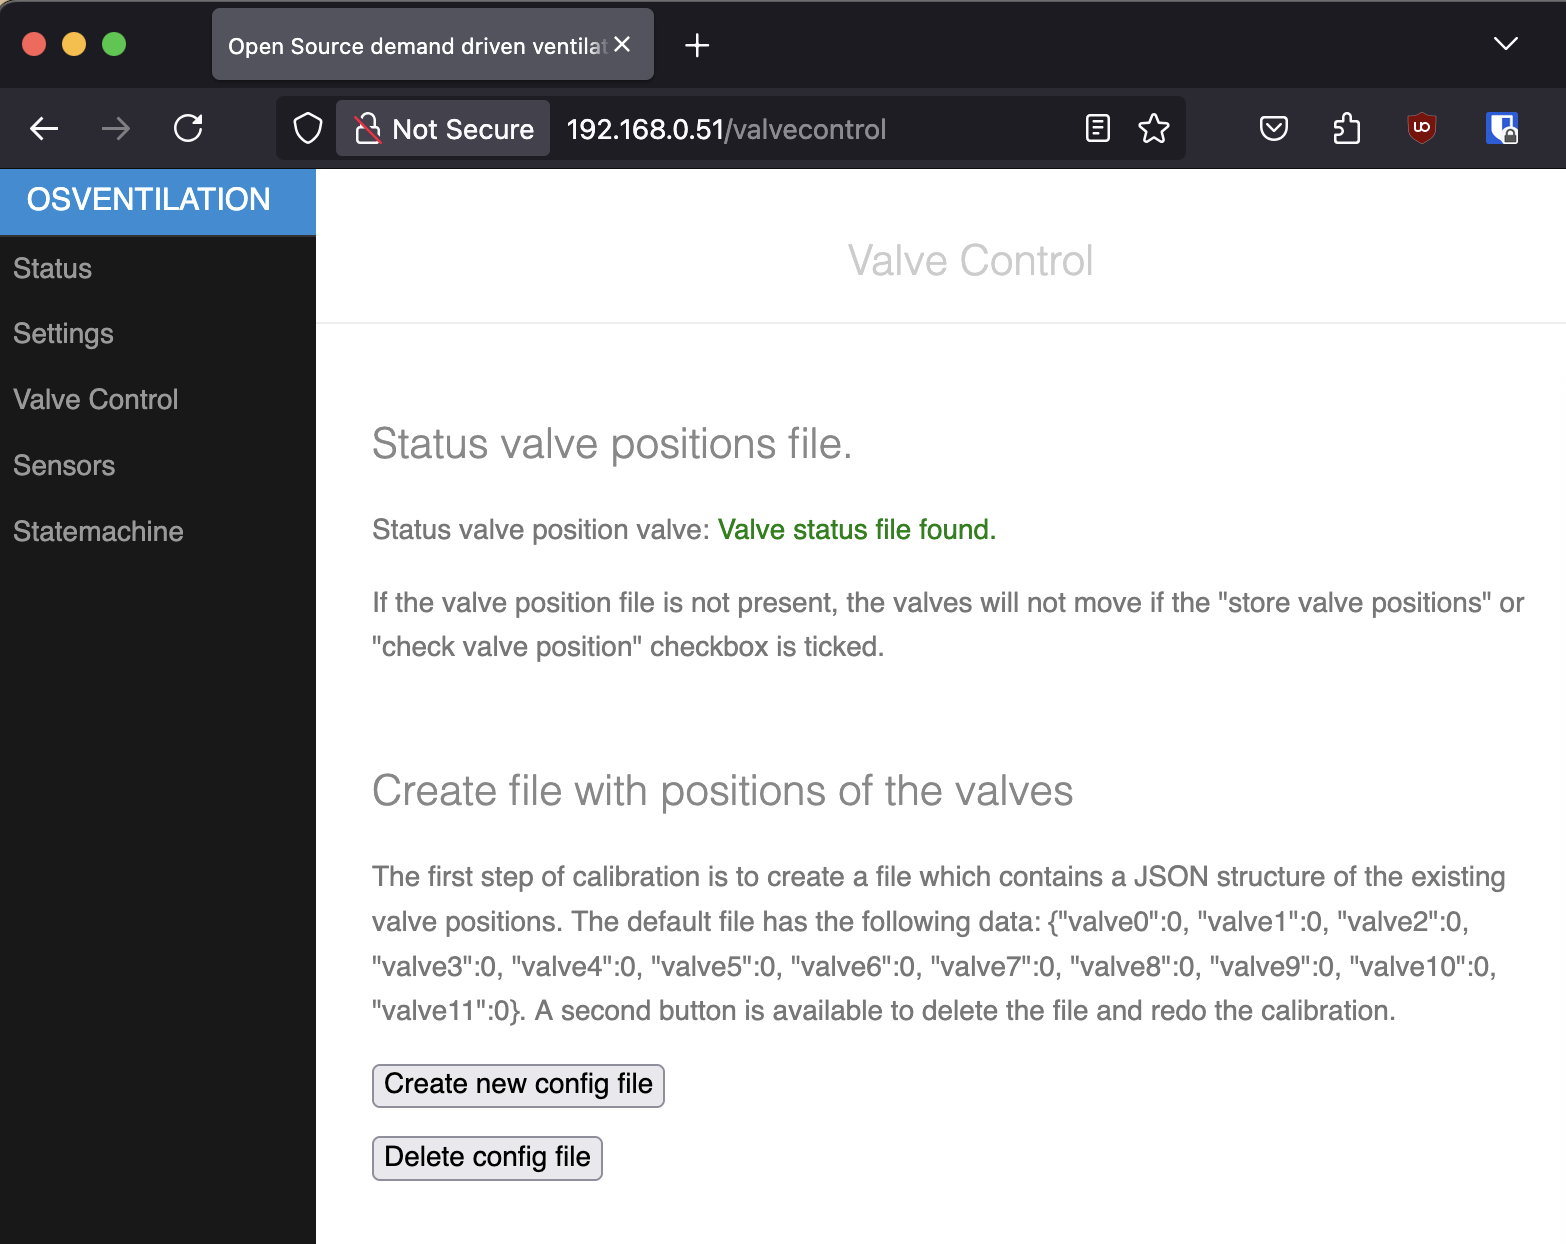 Open Source demand driven ventilat
Not Secure 192.168.0.51/valvecontrol
OSVENTILATION
Status
Settings
Valve Control
Sensors
Statemachine
Valve Control
Status valve positions file.
Status valve position valve: Valve status file found.
If the valve position file is not present, the valves will not move if the "store valve positions" or
"check valve position" checkbox is ticked.
Create file with positions of the valves
The first step of calibration is to create a file which contains a JSON structure of the existing
valve positions. The default file has the following data: {"valve0":0, "valve1":0, "valve2":0,
"valve3":0, "valve4":0, "valve5":0, "valve6":0, "valve7":0, "valve8":0, "valve9":0, "valve10":0,
"valve11":0}. A second button is available to delete the file and redo the calibration.
Create new config file
Delete config file